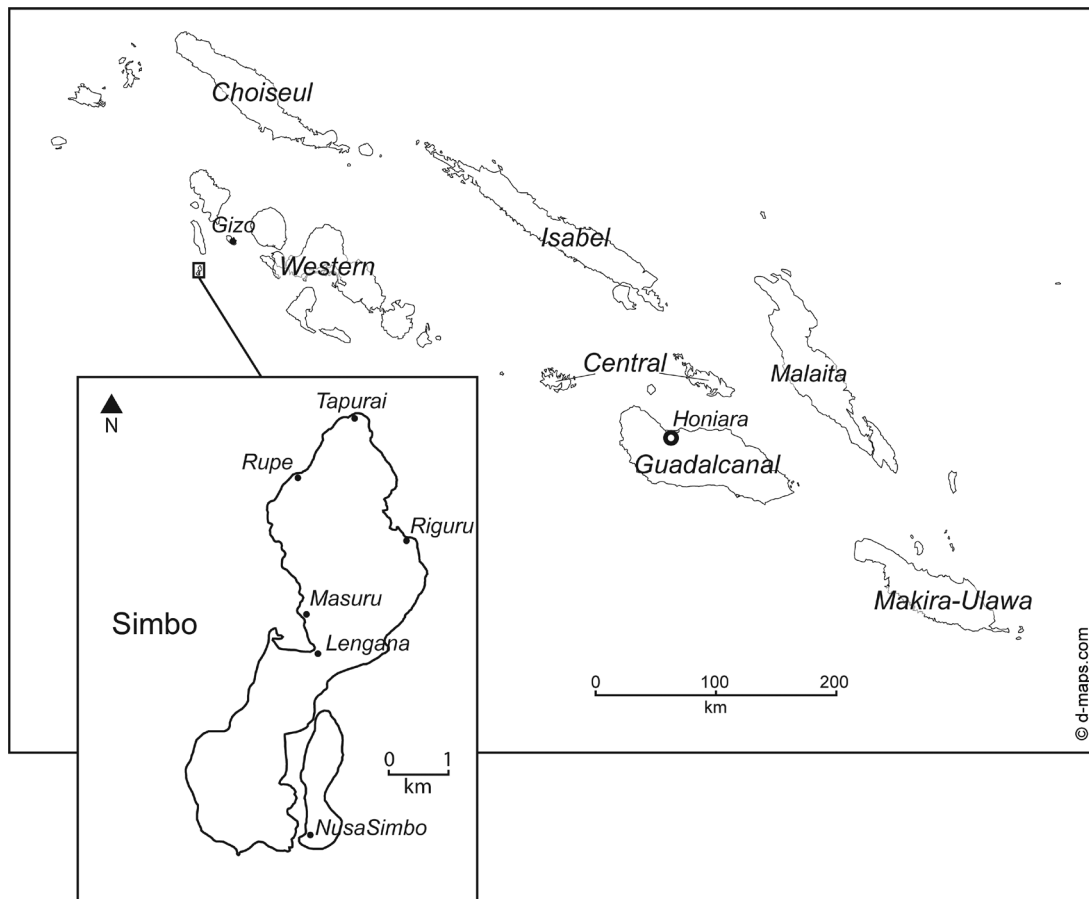 Choiseul
Gizo
Western
Isabel
Central
Malaita
Honiara
Guadalcanal
Makira-Ulawa
0 100 200
km
© d-maps.com
N
Tapurai
Rupe
Riguru
Masuru
Simbo
Lengana
0 1
km
NusaSimbo